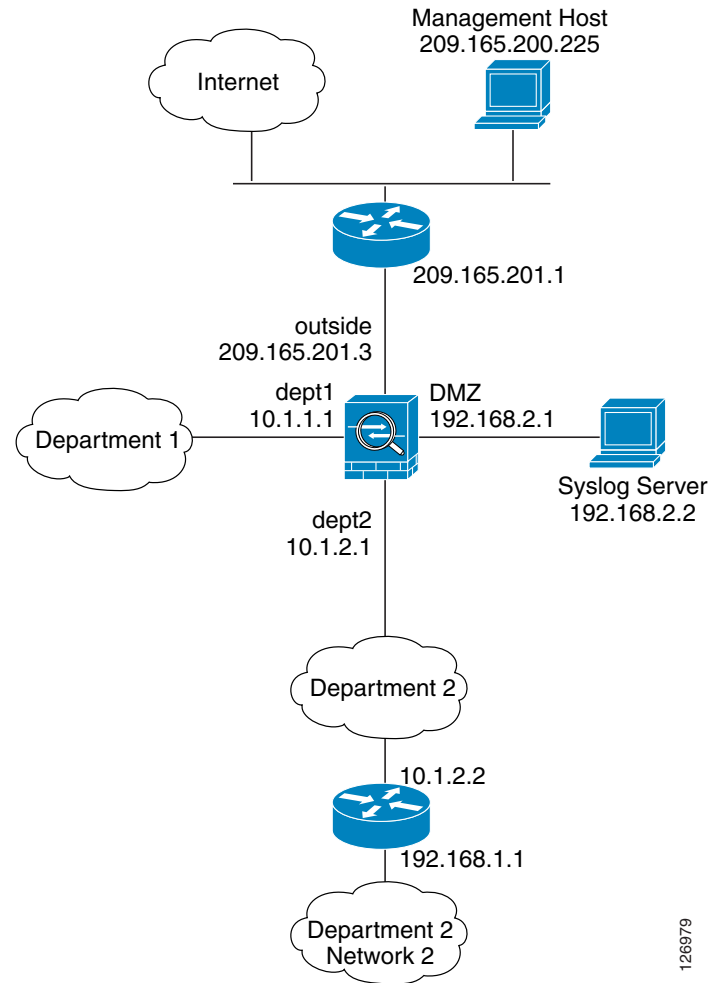 Management Host
209.165.200.225
Internet
209.165.201.1
outside
209.165.201.3
dept1
10.1.1.1
DMZ
192.168.2.1
Department 1
Syslog Server
192.168.2.2
dept2
10.1.2.1
Department 2
10.1.2.2
192.168.1.1
Department 2
Network 2
126979